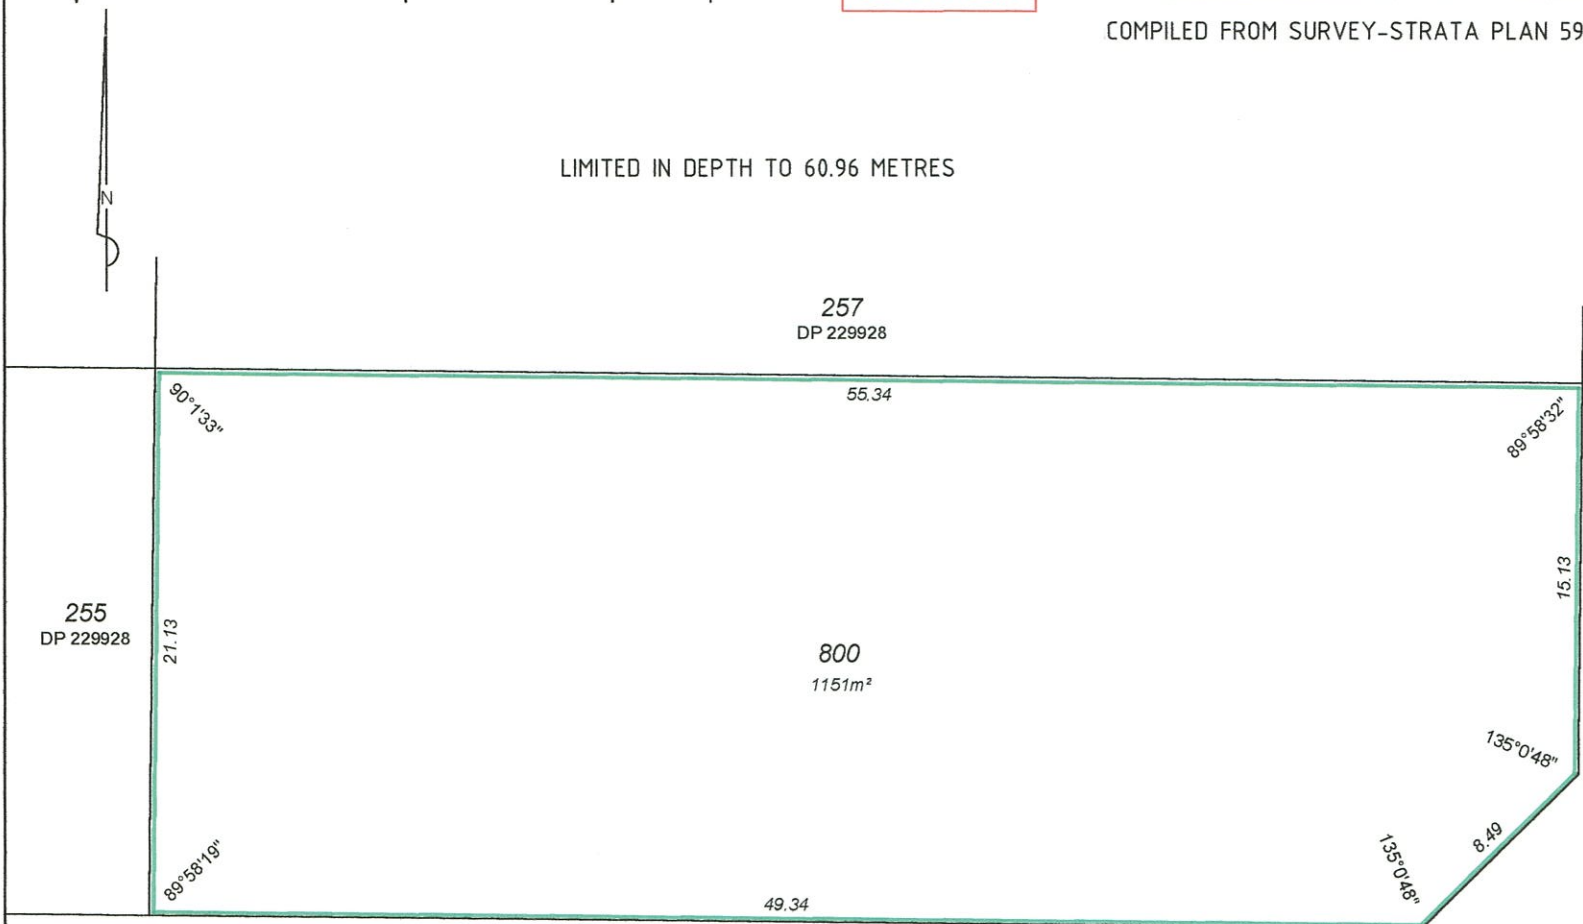 COMPILED FROM SURVEY-STRATA PLAN 59
LIMITED IN DEPTH TO 60.96 METRES
N
257
DP 229928
55.34
90°1'33"
89°58'32"
15.13
255
DP 229928
21.13
800
1151m²
135°0'48"
8.49
135°0'48"
89°58'19"
49.34